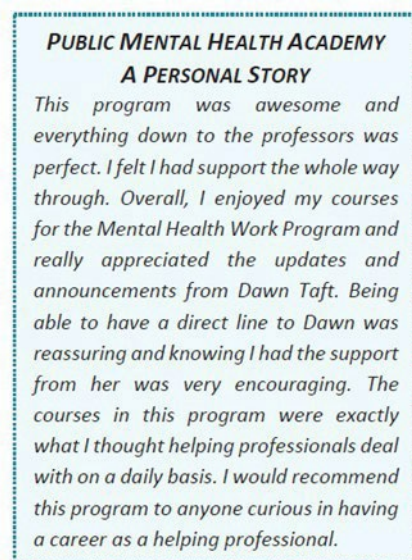 PUBLIC MENTAL HEALTH ACADEMY
A PERSONAL STORY
This program was awesome and
everything down to the professors was
perfect. I felt I had support the whole way
through. Overall, I enjoyed my courses
for the Mental Health Work Program and
really appreciated the updates and
announcements from Dawn Taft. Being
able to have a direct line to Dawn was
reassuring and knowing I had the support
from her was very encouraging. The
courses in this program were exactly
what I thought helping professionals deal
with on a daily basis. I would recommend
this program to anyone curious in having
a career as a helping professional.